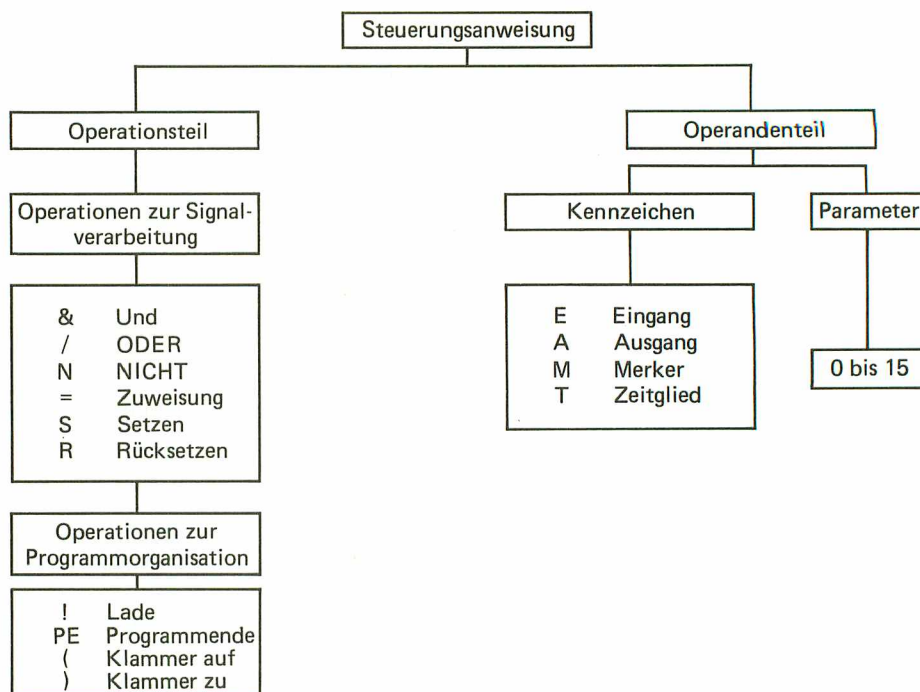 Steuerungsanweisung
Operationsteil
Operandenteil
Operationen zur Signal-
verarbeitung
Kennzeichen
Parameter
& Und
/ ODER
N NICHT
= Zuweisung
S Setzen
R Rücksetzen
E Eingang
A Ausgang
M Merker
T Zeitglied
0 bis 15
Operationen zur
Programmorganisation
! Lade
PE Programmende
( Klammer auf
) Klammer zu